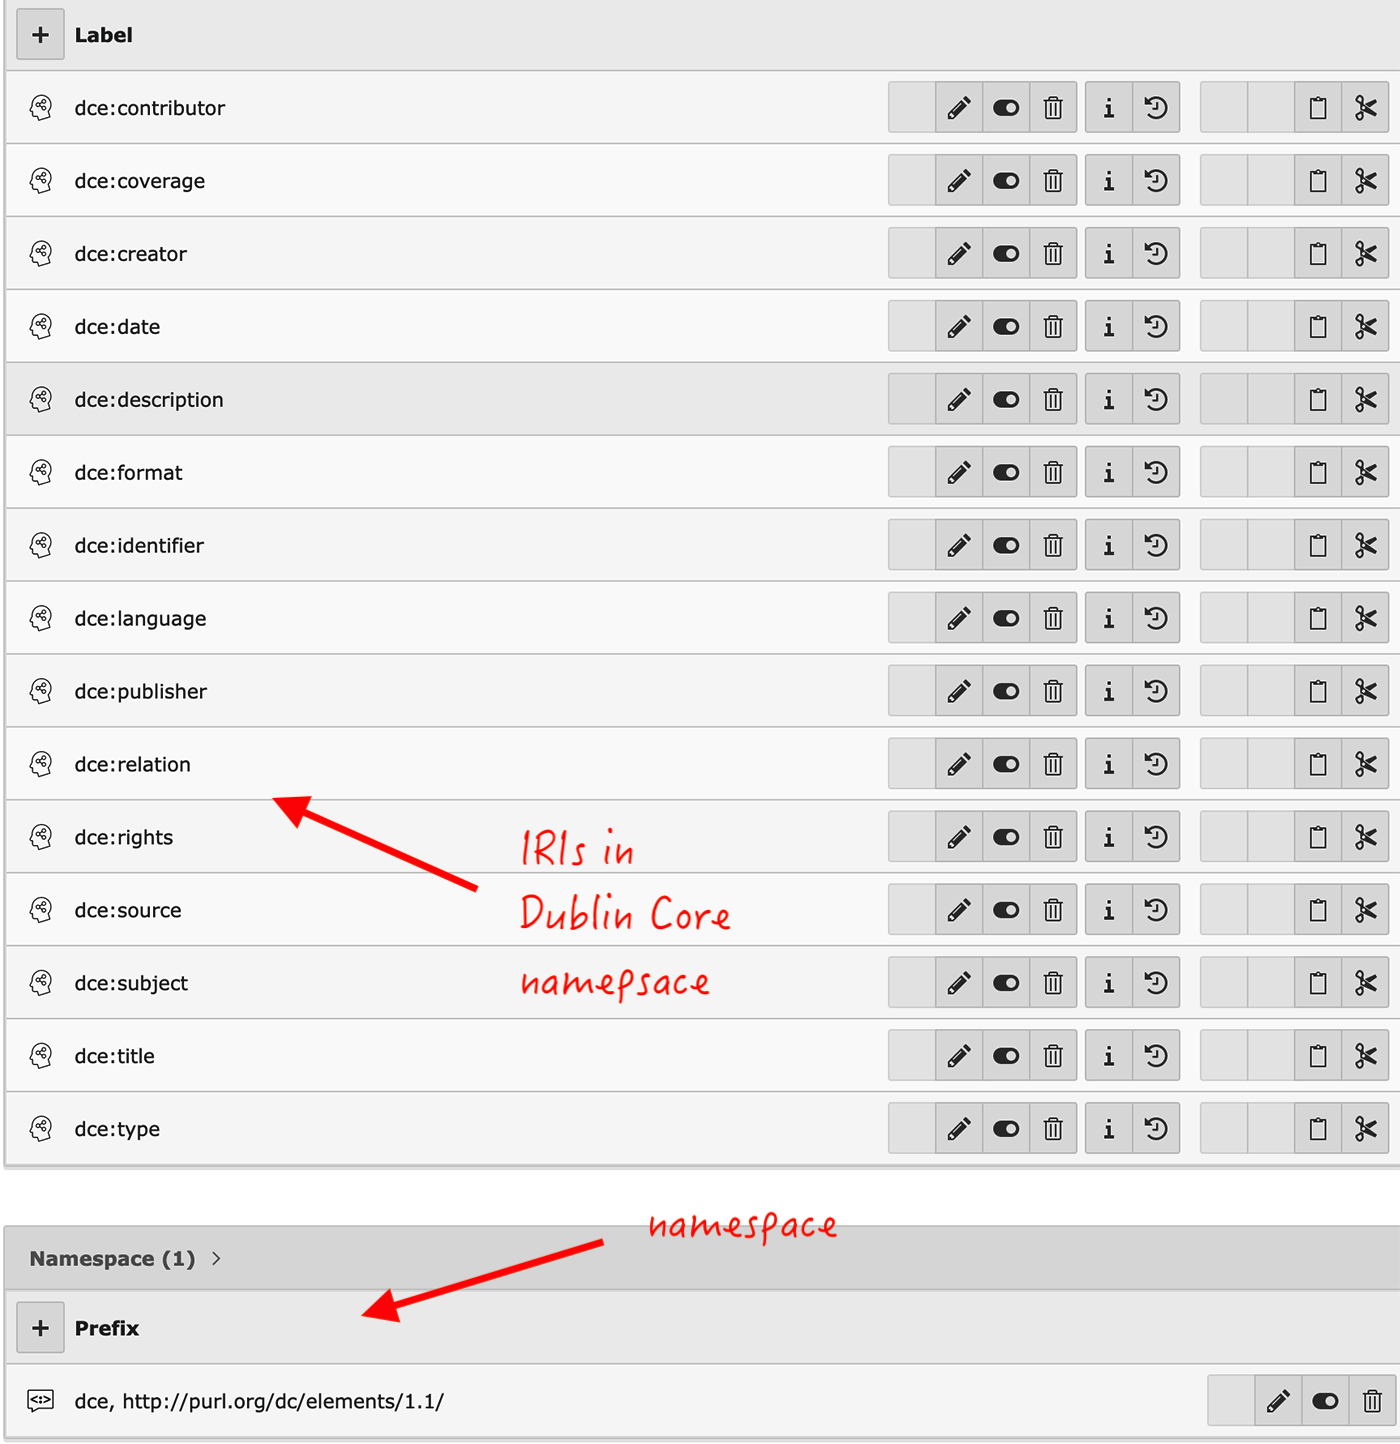 Label
dce:contributor
dce:coverage
dce:creator
dce:date
dce:description
dce:format
dce:identifier
dce:language
dce:publisher
dce:relation
dce:rights
IRIs in
Dublin Core
dce:source
namepsace
dce:subject
dce:title
dce:type
namespace
Namespace (1)
Prefix
dce, http://purl.org/dc/elements/1.1/